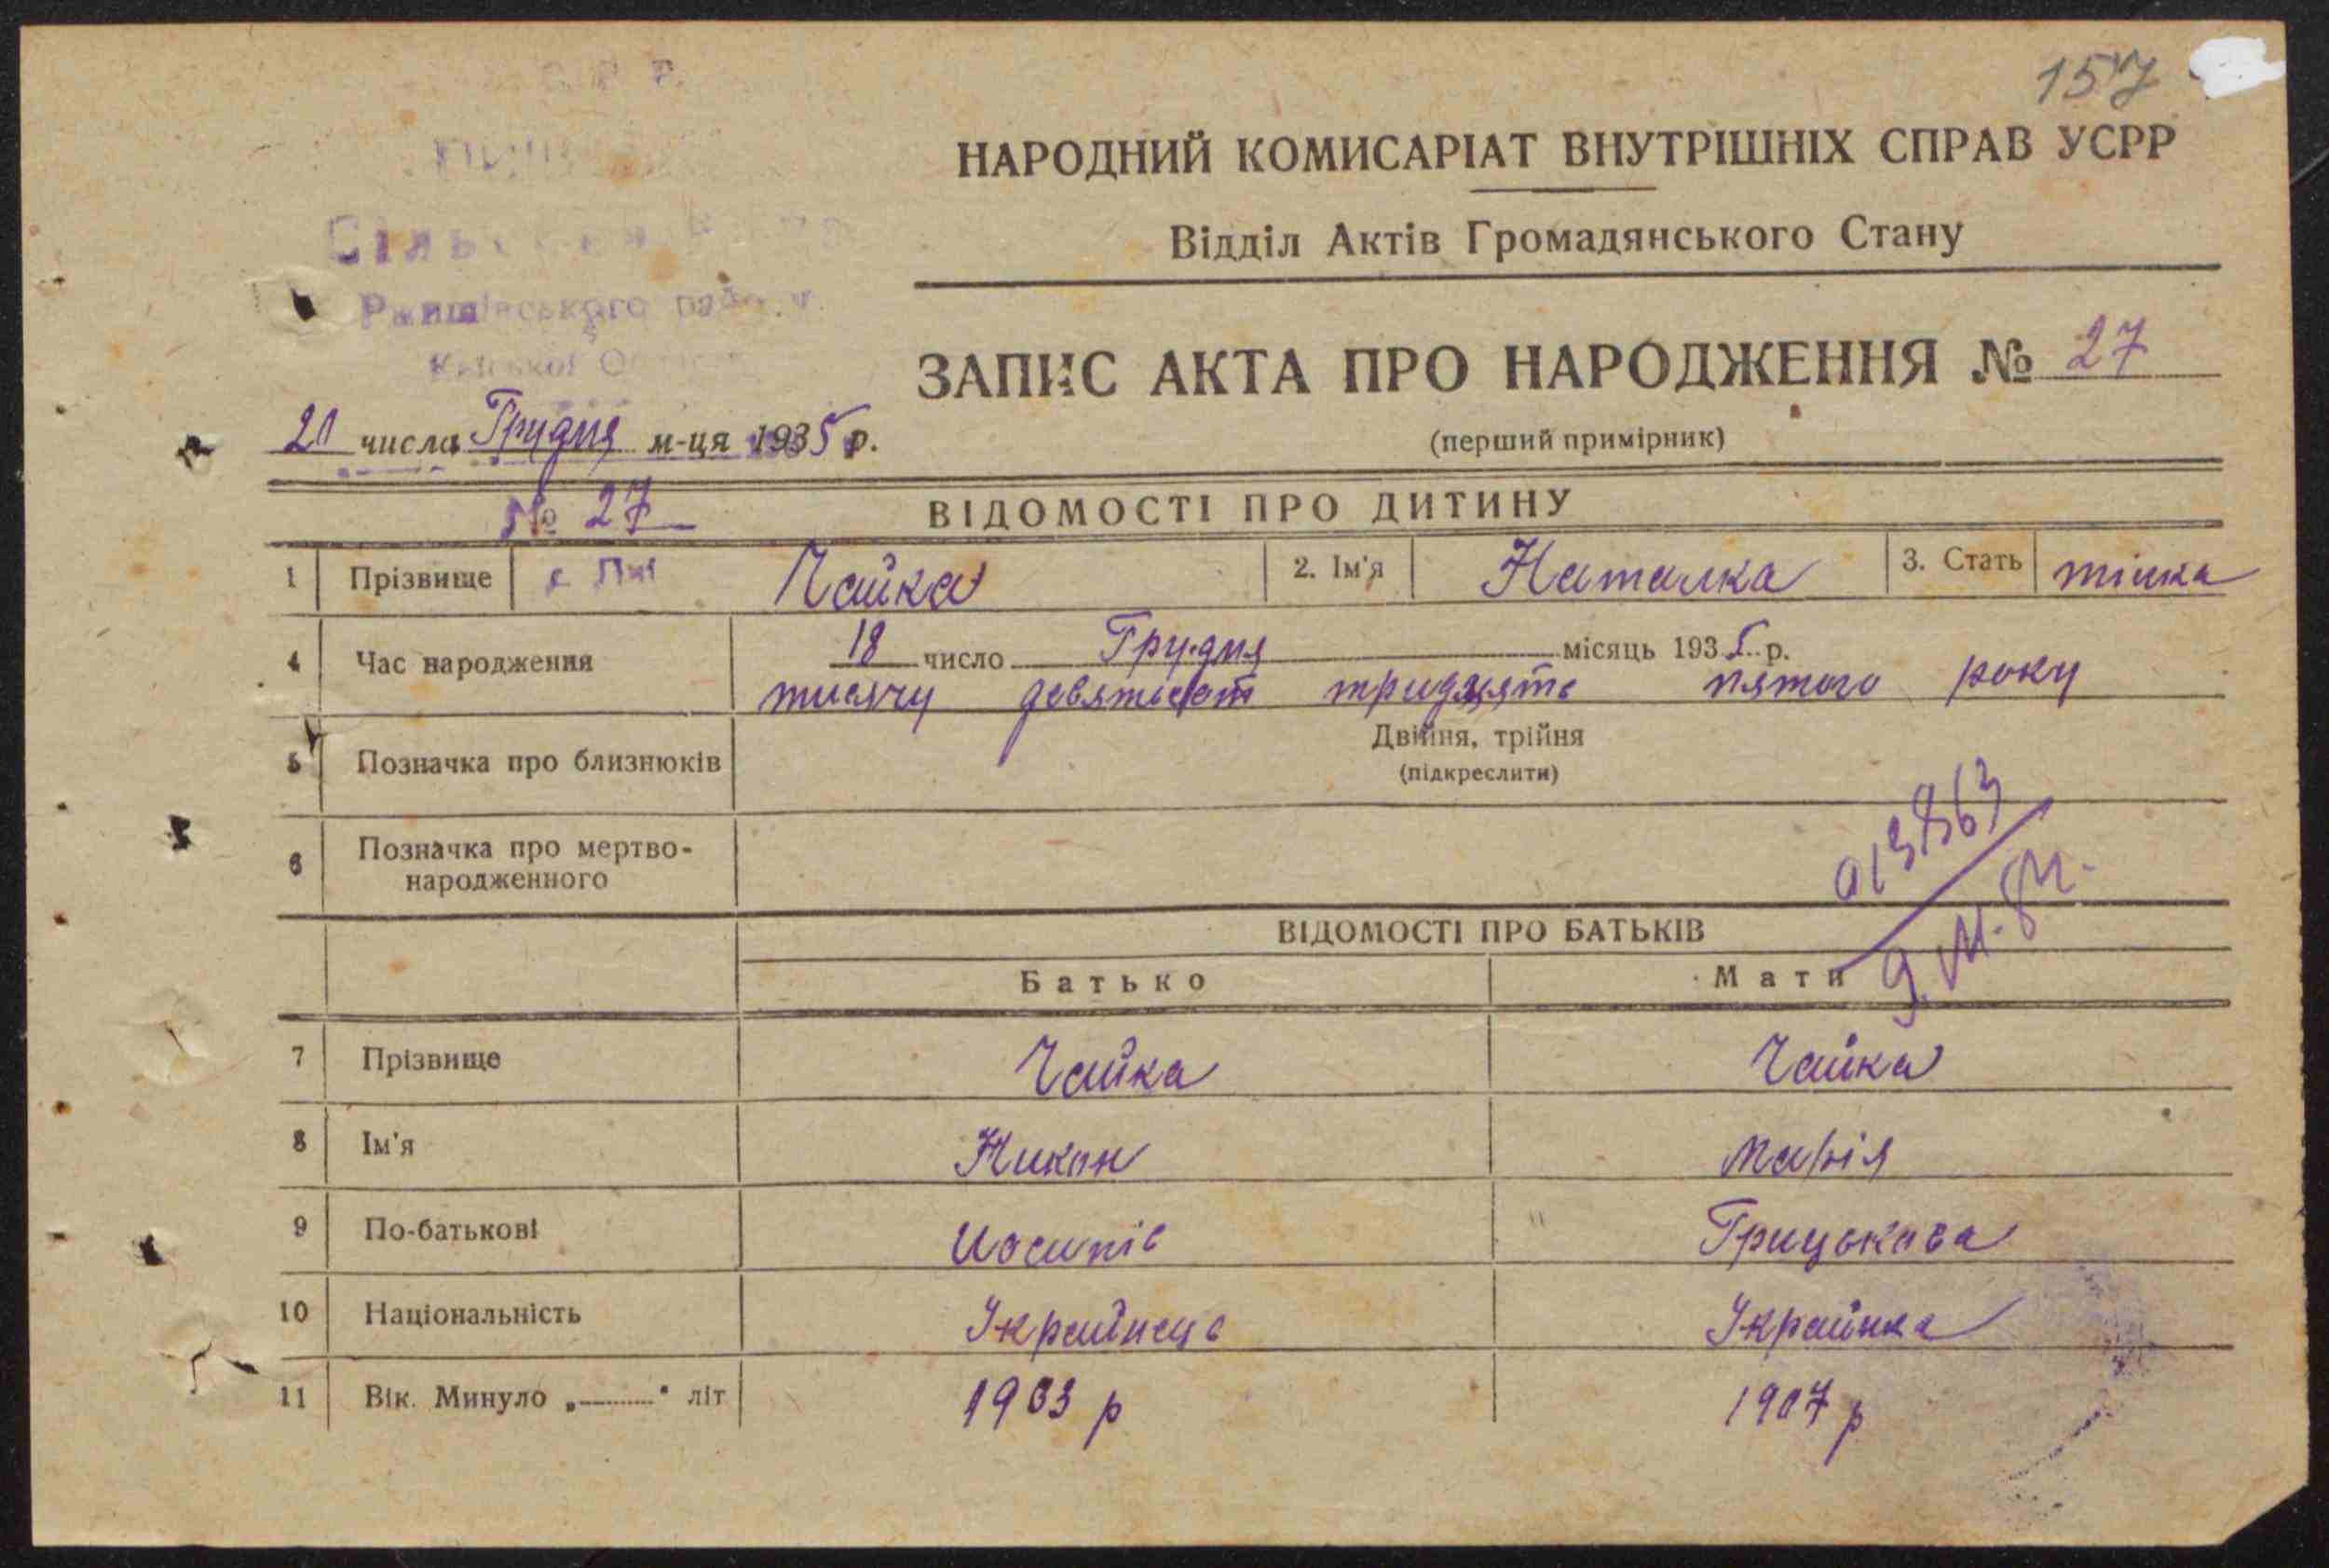 157
НАРОДНИЙ КОМИСАРІАТ ВНУТРІШНІХ СПРАВ УСРР
Відділ Актів Громадянського Стану
ЗАПИС АКТА ПРО НАРОДЖЕННЯ № 27
(перший примірник)
20 числа Грудня м-ця 1935 р.
№ 27
ВІДОМОСТІ ПРО ДИТИНУ
1 Прізвище Чайка 2. Ім'я Наталка 3. Стать
4 Час народження 18 число Грудня місяць 1935 р.
тисячу девятьсот тридцять пятого року
5 Позначка про близнюків Двійня, трійня
(підкреслити)
6 Позначка про мертво-
народженного
ВІДОМОСТІ ПРО БАТЬКІВ
Батько Мати
7 Прізвище Чайка Чайка
8 Ім'я Никон Марія
9 По-батькові Иосипів Грицькова
10 Національність Українець Українка
11 Вік. Минуло „ " літ 1903 р 1907 р